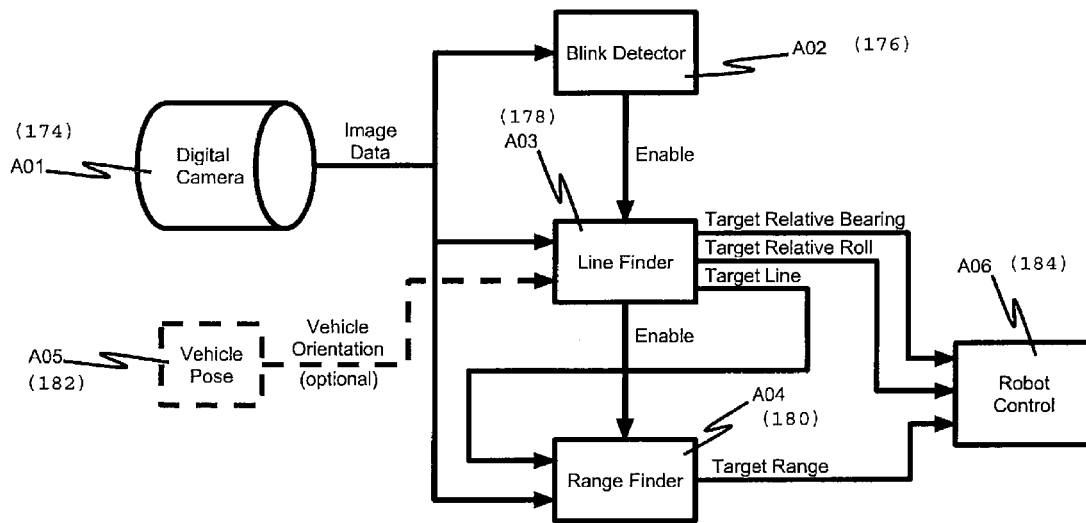 Blink Detector
A02 (176)
(174)
A01
Digital
Camera
Image
Data
(178)
A03
Enable
Target Relative Bearing
Target Relative Roll
Target Line
Line Finder
A06 (184)
Vehicle
Orientation
(optional)
Enable
A05
(182)
Vehicle
Pose
A04
(180)
Robot
Control
Range Finder
Target Range